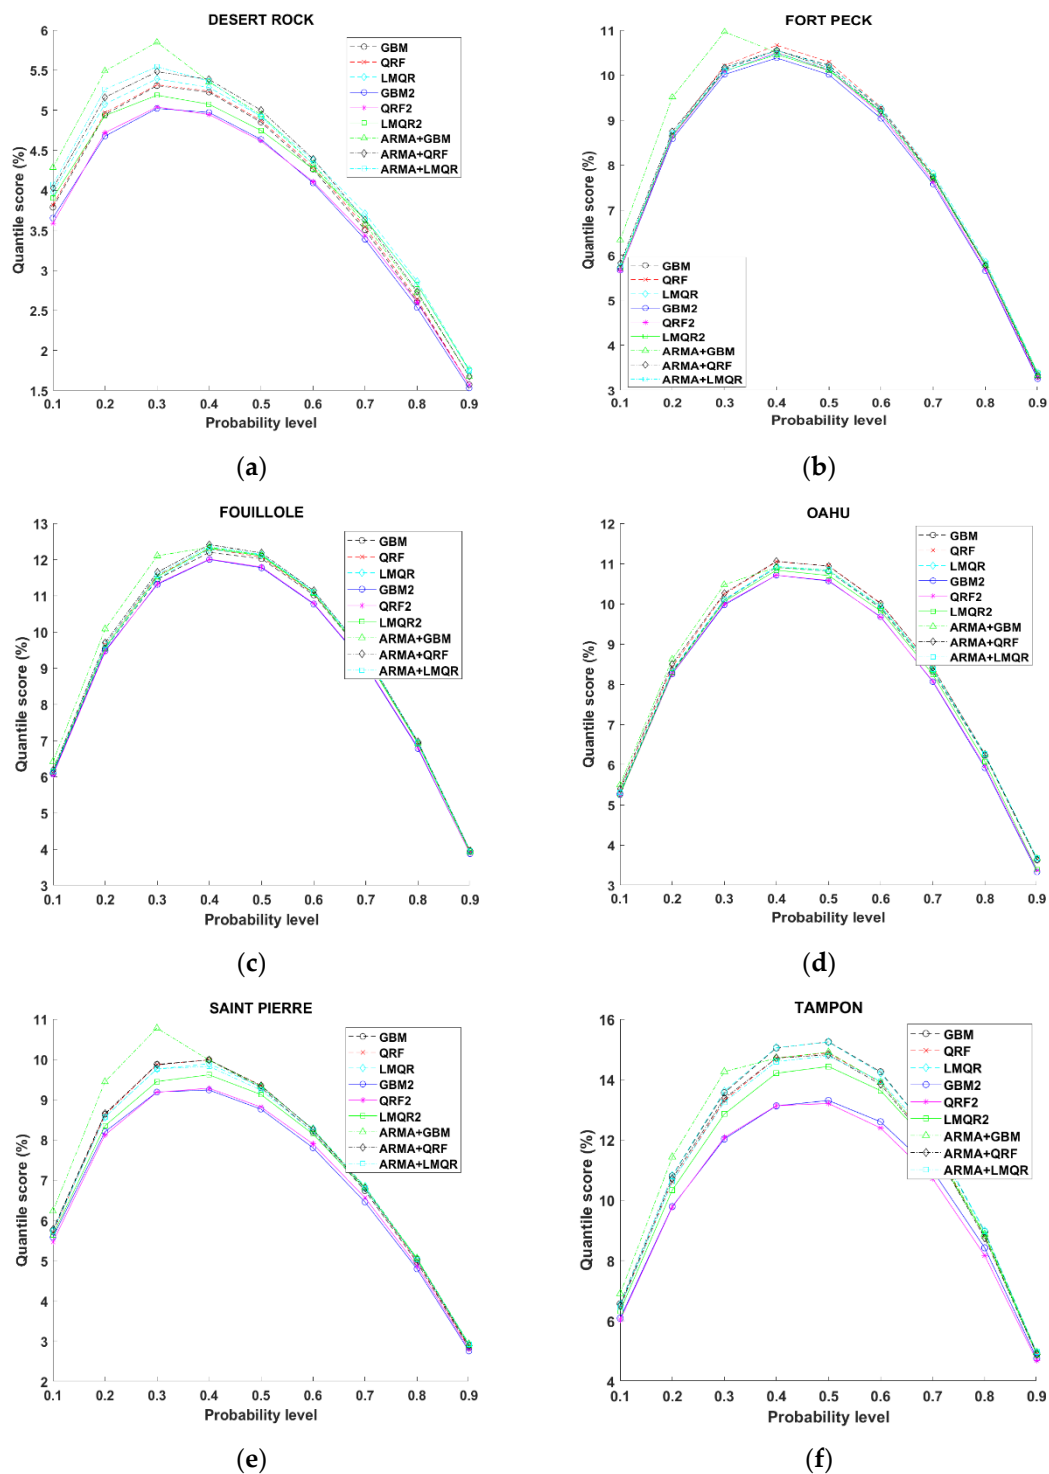 DESERT ROCK
Quantile score (%)
6
5.5
5
4.5
4
3.5
3
2.5
2
1.5
0.1 0.2 0.3 0.4 0.5 0.6 0.7 0.8 0.9
Probability level
GBM
QRF
LMQR
GBM2
QRF2
LMQR2
ARMA+GBM
ARMA+QRF
ARMA+LMQR
(a)
FORT PECK
Quantile score (%)
11
10
9
8
7
6
5
4
3
0.1 0.2 0.3 0.4 0.5 0.6 0.7 0.8 0.9
Probability level
GBM
QRF
LMQR
GBM2
QRF2
LMQR2
ARMA+GBM
ARMA+QRF
ARMA+LMQR
(b)
FOUILLOLE
Quantile score (%)
13
12
11
10
9
8
7
6
5
4
3
0.1 0.2 0.3 0.4 0.5 0.6 0.7 0.8 0.9
Probability level
GBM
QRF
LMQR
GBM2
QRF2
LMQR2
ARMA+GBM
ARMA+QRF
ARMA+LMQR
(c)
OAHU
Quantile score (%)
12
11
10
9
8
7
6
5
4
3
0.1 0.2 0.3 0.4 0.5 0.6 0.7 0.8 0.9
Probability level
GBM
QRF
LMQR
GBM2
QRF2
LMQR2
ARMA+GBM
ARMA+QRF
ARMA+LMQR
(d)
SAINT PIERRE
Quantile score (%)
11
10
9
8
7
6
5
4
3
2
0.1 0.2 0.3 0.4 0.5 0.6 0.7 0.8 0.9
Probability level
GBM
QRF
LMQR
GBM2
QRF2
LMQR2
ARMA+GBM
ARMA+QRF
ARMA+LMQR
(e)
TAMPON
Quantile score (%)
16
14
12
10
8
6
4
0.1 0.2 0.3 0.4 0.5 0.6 0.7 0.8 0.9
Probability level
GBM
QRF
LMQR
GBM2
QRF2
LMQR2
ARMA+GBM
ARMA+QRF
ARMA+LMQR
(f)